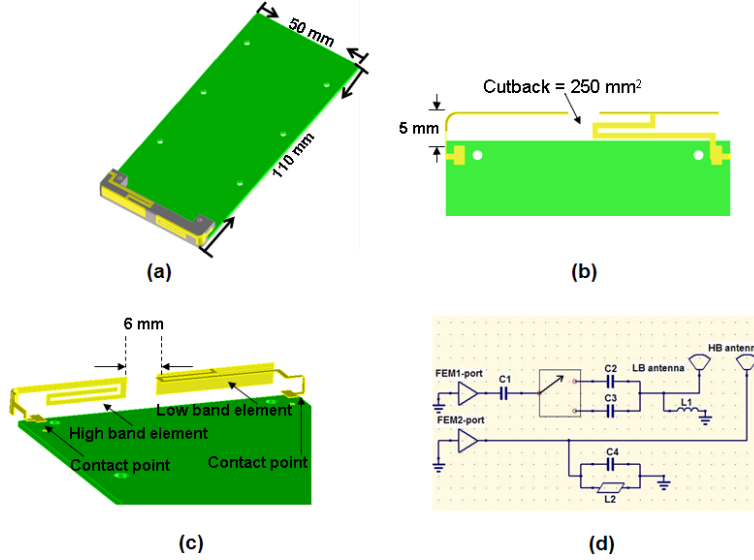 50 mm
110 mm
(a)
Cutback = 250 mm²
5 mm
(b)
6 mm
Low band element
High band element
Contact point
Contact point
(c)
HB antenn
FEM1-port
C1
C2
LB antenna
C3
L1
FEM2-port
C4
L2
(d)